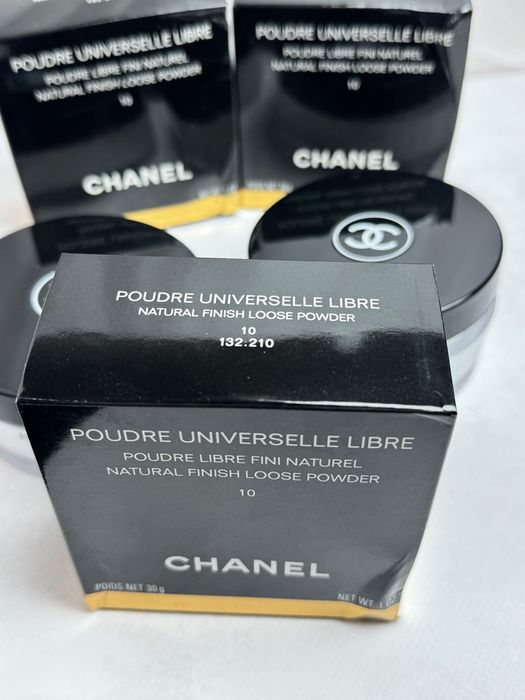 POUDRE UNIVERSELLE LIBRE
POUDRE LIBRE FINI NATUREL
NATURAL FINISH LOOSE POWDER
10
CHANEL
POUDRE UNIVERSELLE LIBRE
POUDRE LIBRE FINI NATUREL
NATURAL FINISH LOOSE POWDER
10
CHANEL
POUDRE UNIVERSELLE LIBRE
NATURAL FINISH LOOSE POWDER
10
132.210
POUDRE UNIVERSELLE LIBRE
POUDRE LIBRE FINI NATUREL
NATURAL FINISH LOOSE POWDER
10
CHANEL
POIDS NET 30 g
NET WT. 1 OZ.